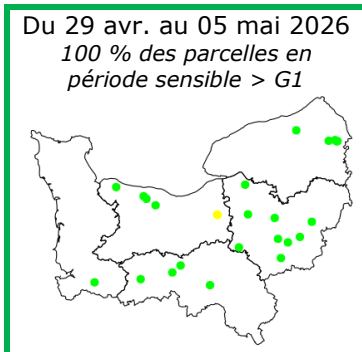 Du 29 avr. au 05 mai 2026
100 % des parcelles en
période sensible > G1